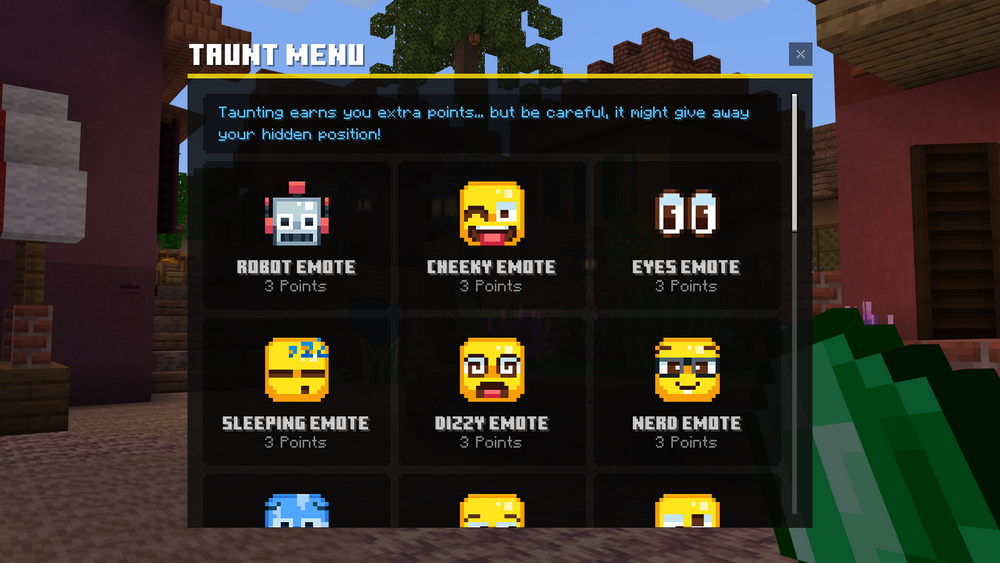 TAUNT MENU
Taunting earns you extra points... but be careful, it might give away
your hidden position!
ROBOT EMOTE
3 Points
CHEEKY EMOTE
3 Points
EYES EMOTE
3 Points
SLEEPING EMOTE
3 Points
DIZZY EMOTE
3 Points
NERD EMOTE
3 Points